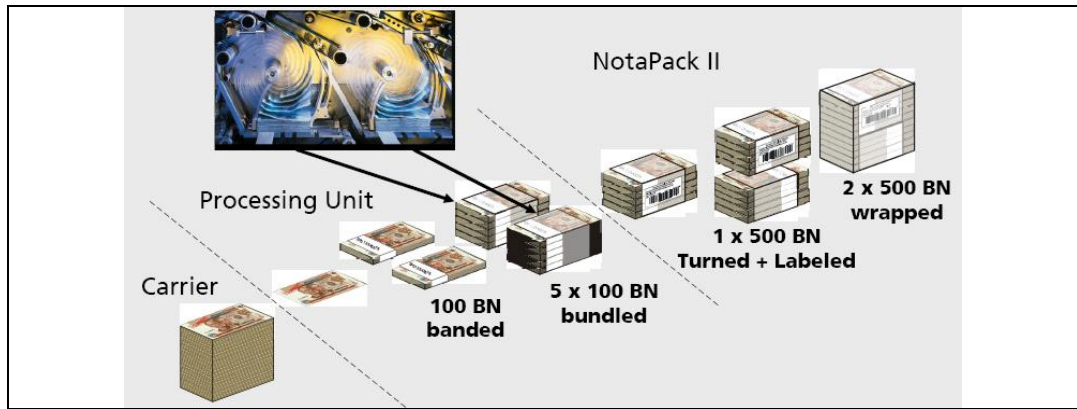 NotaPack II
Processing Unit
Carrier
100 BN
banded
5 x 100 BN
bundled
1 x 500 BN
Turned + Labeled
2 x 500 BN
wrapped